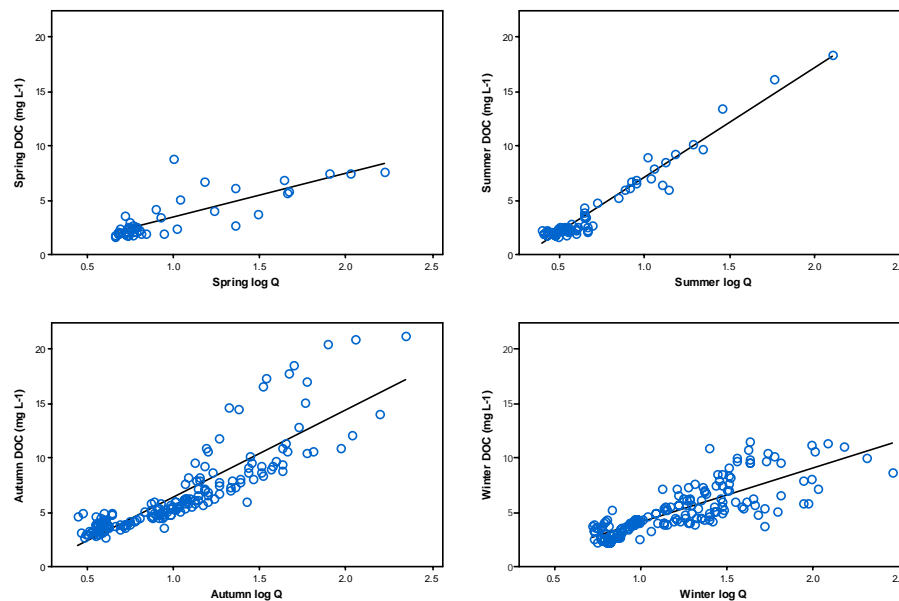 20
15
10
5
0
Spring DOC (mg L-1)
0.5 1.0 1.5 2.0 2.5
Spring log Q
20
15
10
5
0
Summer DOC (mg L-1)
0.5 1.0 1.5 2.0 2.5
Summer log Q
20
15
10
5
0
Autumn DOC (mg L-1)
0.5 1.0 1.5 2.0 2.5
Autumn log Q
20
15
10
5
0
Winter DOC (mg L-1)
0.5 1.0 1.5 2.0 2.5
Winter log Q